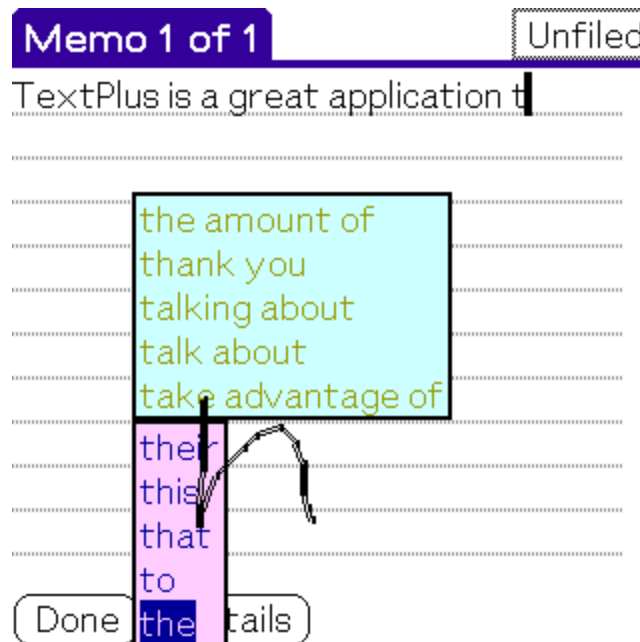 Memo 1 of 1
Unfiled
TextPlus is a great application t
the amount of
thank you
talking about
talk about
take advantage of
their
this
that
to
the
Done
tails